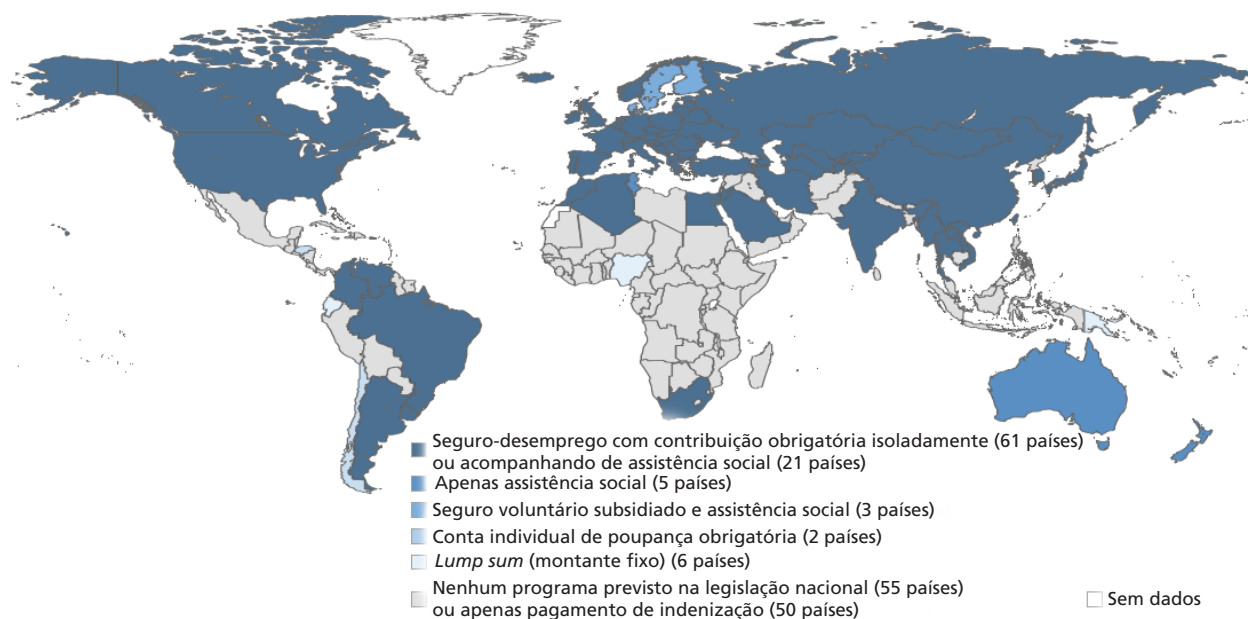 Seguro-desemprego com contribuição obrigatória isoladamente (61 países)
ou acompanhando de assistência social (21 países)
Apenas assistência social (5 países)
Seguro voluntário subsidiado e assistência social (3 países)
Conta individual de poupança obrigatória (2 países)
Lump sum (montante fixo) (6 países)
Nenhum programa previsto na legislação nacional (55 países)
ou apenas pagamento de indenização (50 países)
Sem dados